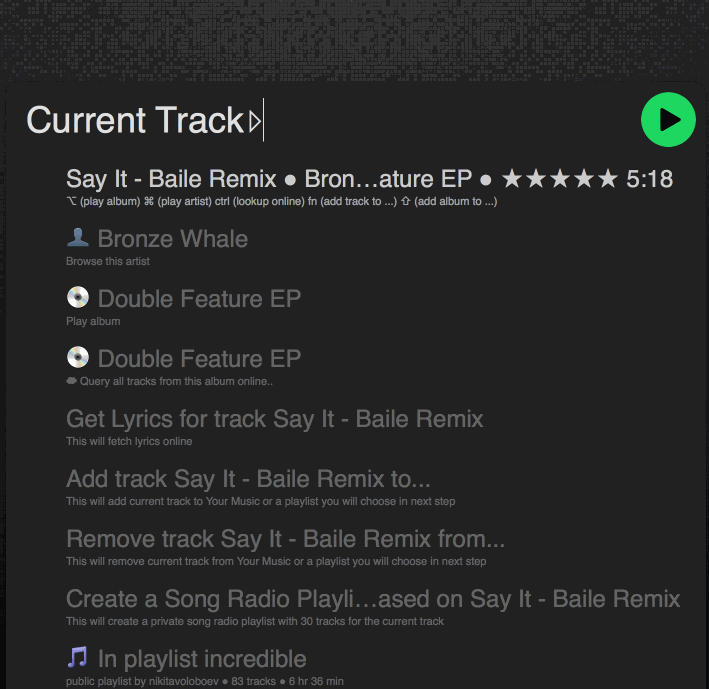 Current Track▹
Say It - Baile Remix ● Bron…ature EP ● ★★★★★ 5:18
⌥ (play album) ⌘ (play artist) ctrl (lookup online) fn (add track to ...) ⇧ (add album to ...)
Bronze Whale
Browse this artist
Double Feature EP
Play album
Double Feature EP
Query all tracks from this album online..
Get Lyrics for track Say It - Baile Remix
This will fetch lyrics online
Add track Say It - Baile Remix to...
This will add current track to Your Music or a playlist you will choose in next step
Remove track Say It - Baile Remix from...
This will remove current track from Your Music or a playlist you will choose in next step
Create a Song Radio Playli…ased on Say It - Baile Remix
This will create a private song radio playlist with 30 tracks for the current track
In playlist incredible
public playlist by nikitavoloboev ● 83 tracks ● 6 hr 36 min